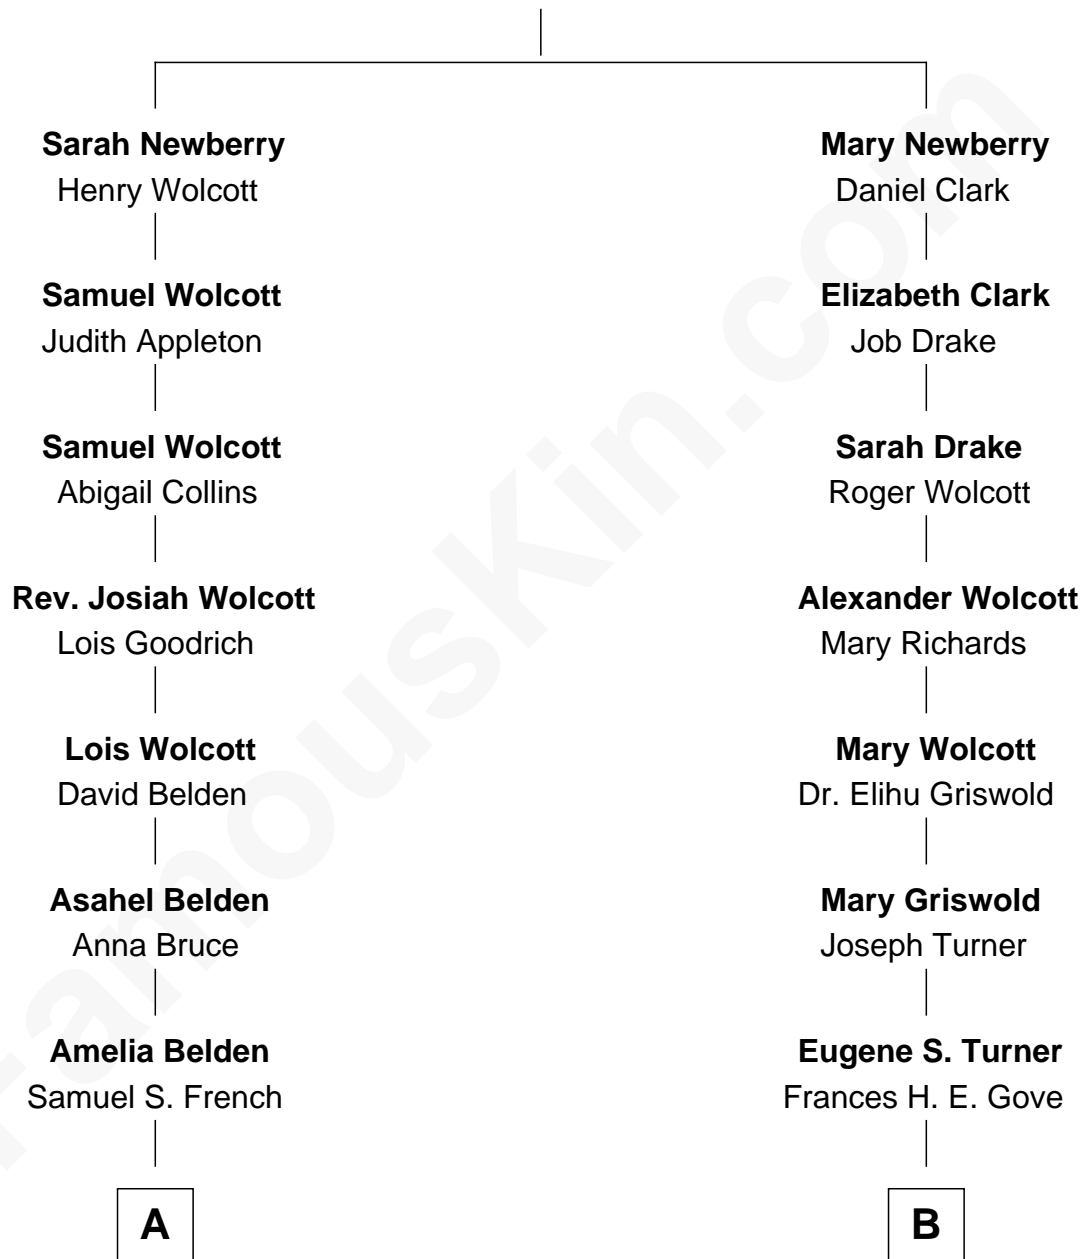 Sarah Newberry
Henry Wolcott
Samuel Wolcott
Judith Appleton
Samuel Wolcott
Abigail Collins
Rev. Josiah Wolcott
Lois Goodrich
Lois Wolcott
David Belden
Asahel Belden
Anna Bruce
Amelia Belden
Samuel S. French
A
Mary Newberry
Daniel Clark
Elizabeth Clark
Job Drake
Sarah Drake
Roger Wolcott
Alexander Wolcott
Mary Richards
Mary Wolcott
Dr. Elihu Griswold
Mary Griswold
Joseph Turner
Eugene S. Turner
Frances H. E. Gove
B
FamousKin.com